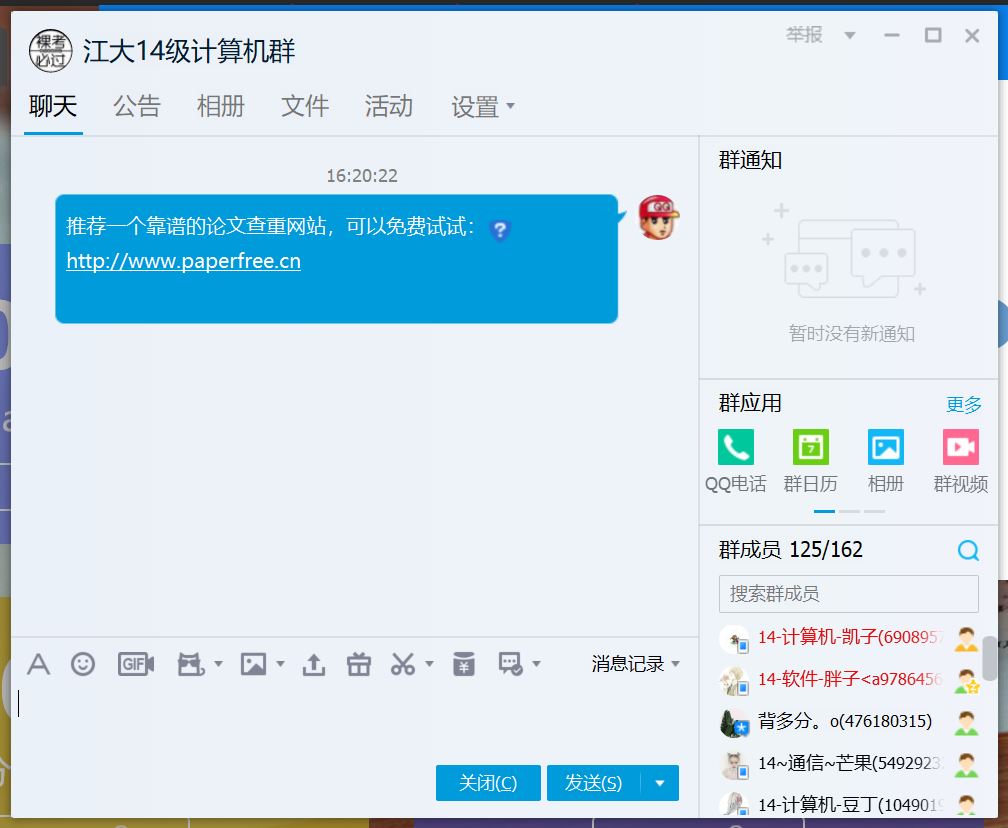 裸考
必过
江大14级计算机群
举报
聊天 公告 相册 文件 活动 设置
16:20:22
推荐一个靠谱的论文查重网站，可以免费试试：
http://www.paperfree.cn
群通知
暂时没有新通知
群应用 更多
QQ电话 群日历 相册 群视频
群成员 125/162
搜索群成员
14-计算机-凯子(6908957
14-软件-胖子<a9786456
背多分。o(476180315)
14~通信~芒果(5492923
14-计算机-豆丁(1049019
A GIF 消息记录
关闭(C) 发送(S)